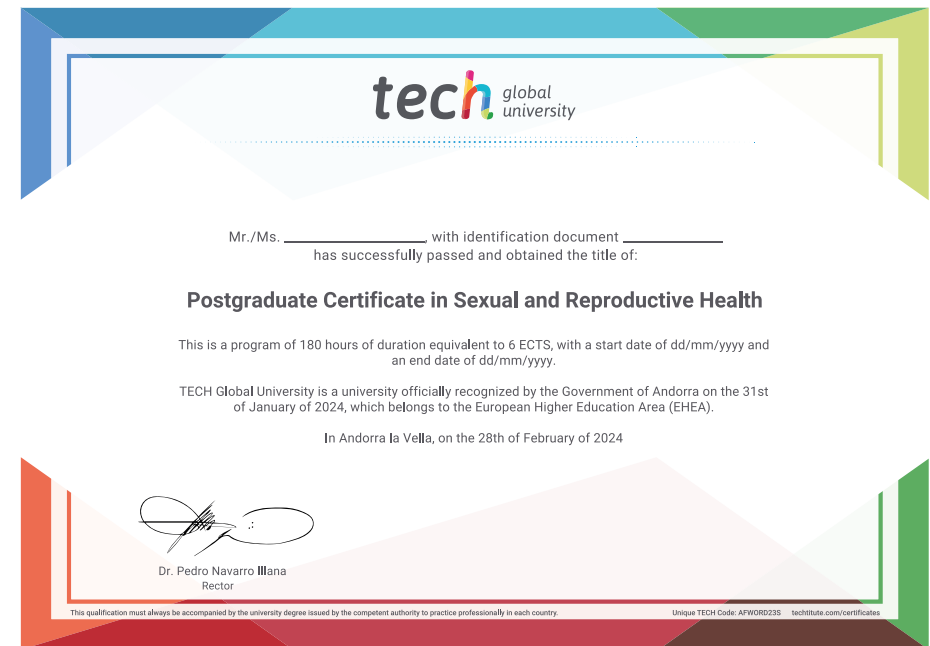 tech global
university
Mr./Ms. , with identification document
has successfully passed and obtained the title of:
Postgraduate Certificate in Sexual and Reproductive Health
This is a program of 180 hours of duration equivalent to 6 ECTS, with a start date of dd/mm/yyyy and
an end date of dd/mm/yyyy.
TECH Global University is a university officially recognized by the Government of Andorra on the 31st
of January of 2024, which belongs to the European Higher Education Area (EHEA).
In Andorra la Vella, on the 28th of February of 2024
Dr. Pedro Navarro Illana
Rector
This qualification must always be accompanied by the university degree issued by the competent authority to practice professionally in each country.
Unique TECH Code: AFWORD23S techtitute.com/certificates